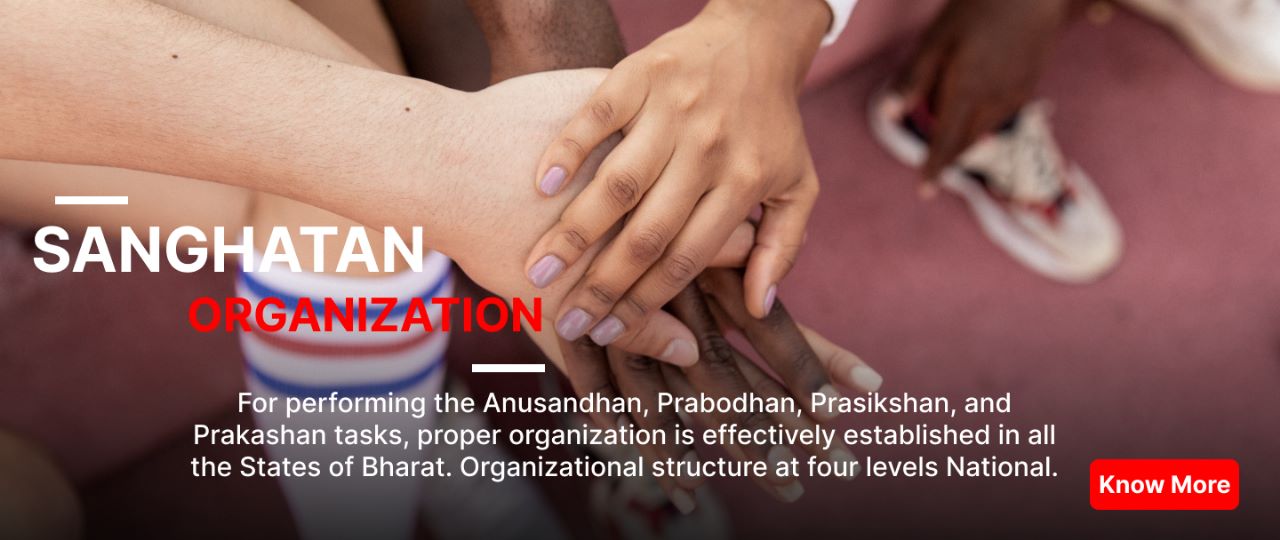 SANGHATAN
ORGANIZATION
For performing the Anusandhan, Prabodhan, Prasikshan, and
Prakashan tasks, proper organization is effectively established in all
the States of Bharat. Organizational structure at four levels National.
Know More